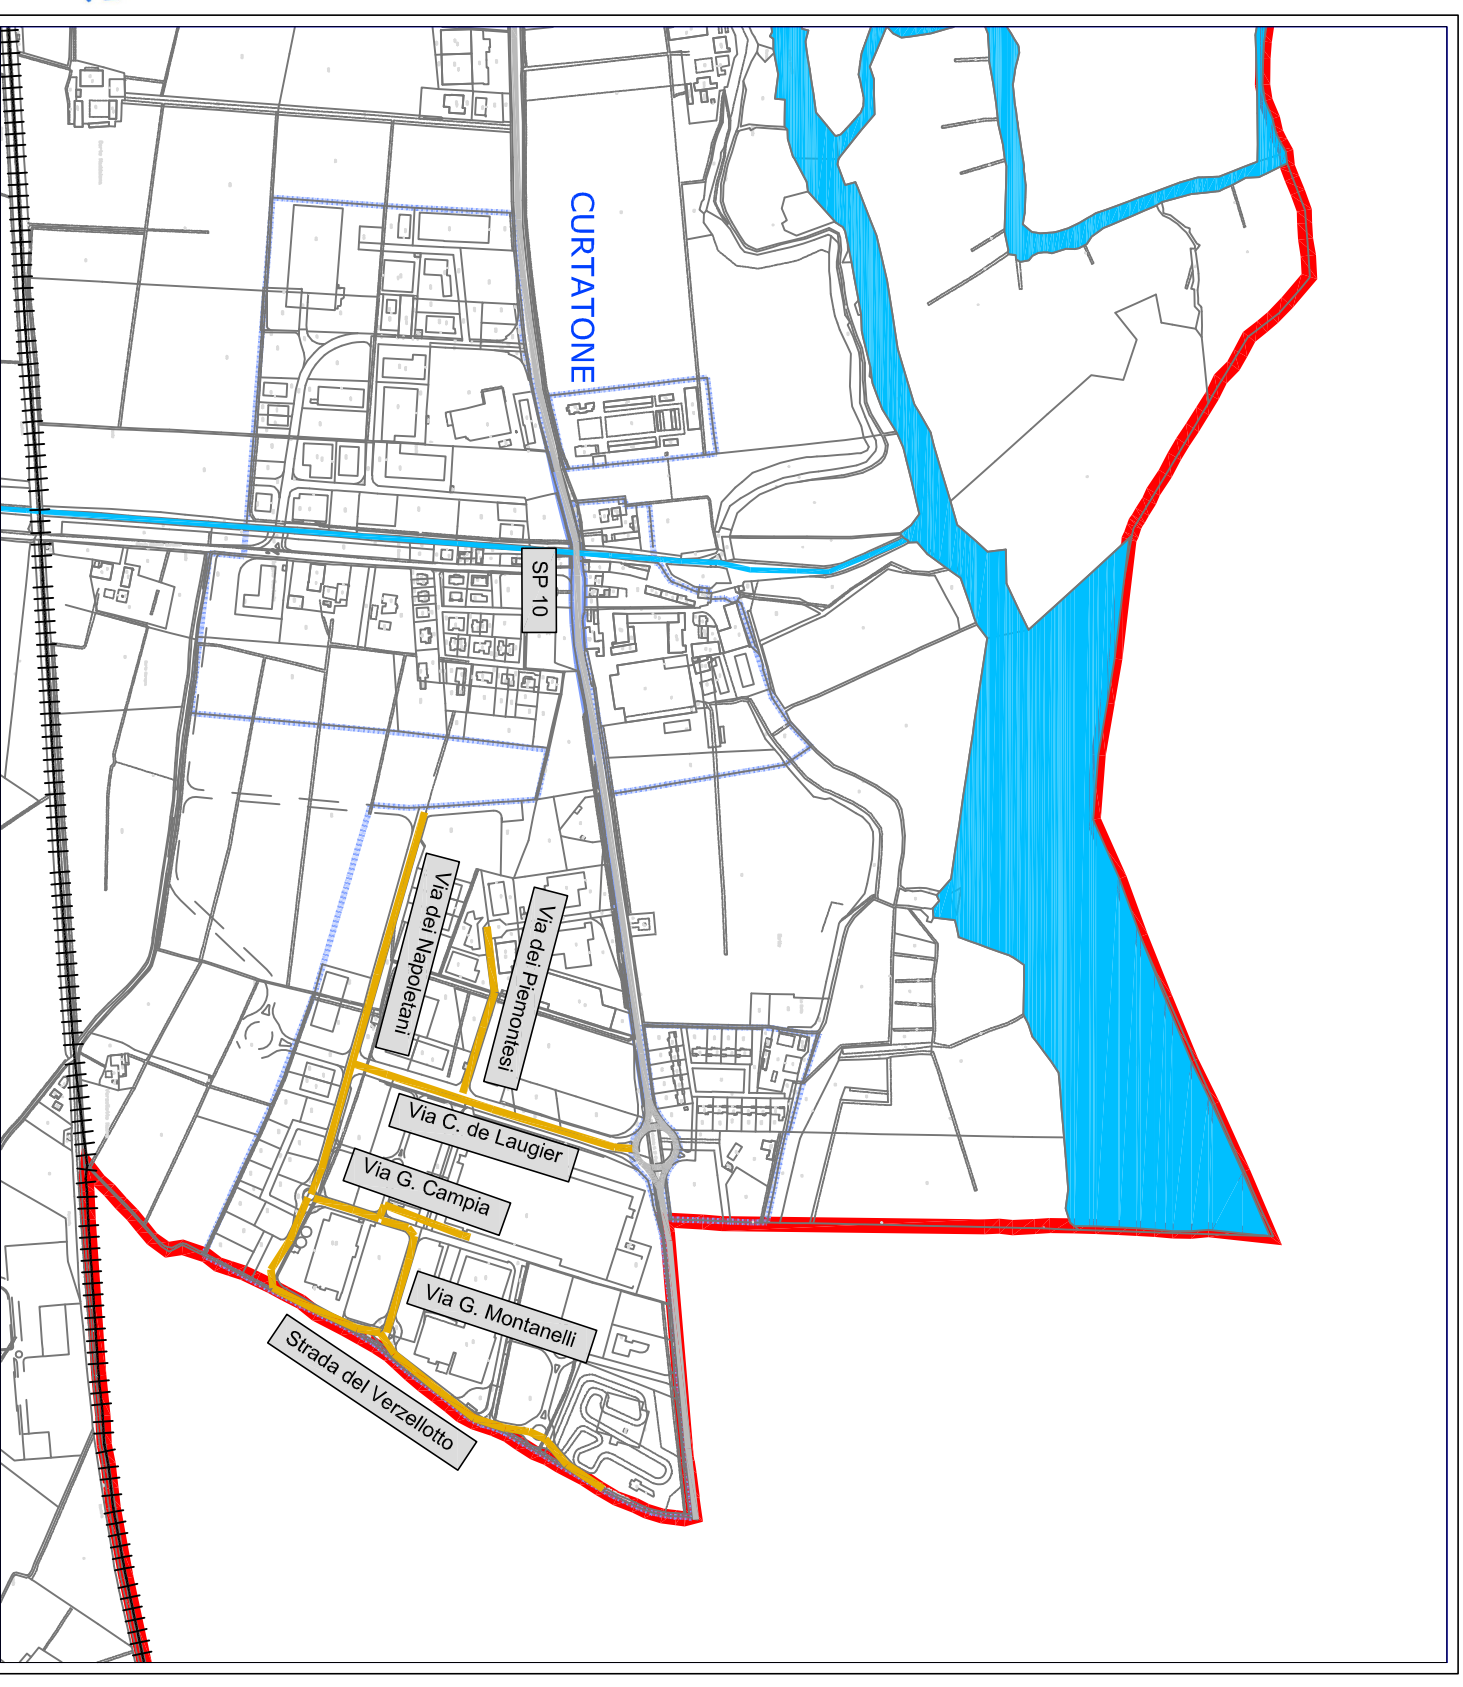 CURTATONE
SP 10
Via dei Napoletani
Via dei Piemontesi
Via C. de Laugier
Via G. Campia
Via G. Montanelli
Strada del Verzellotto